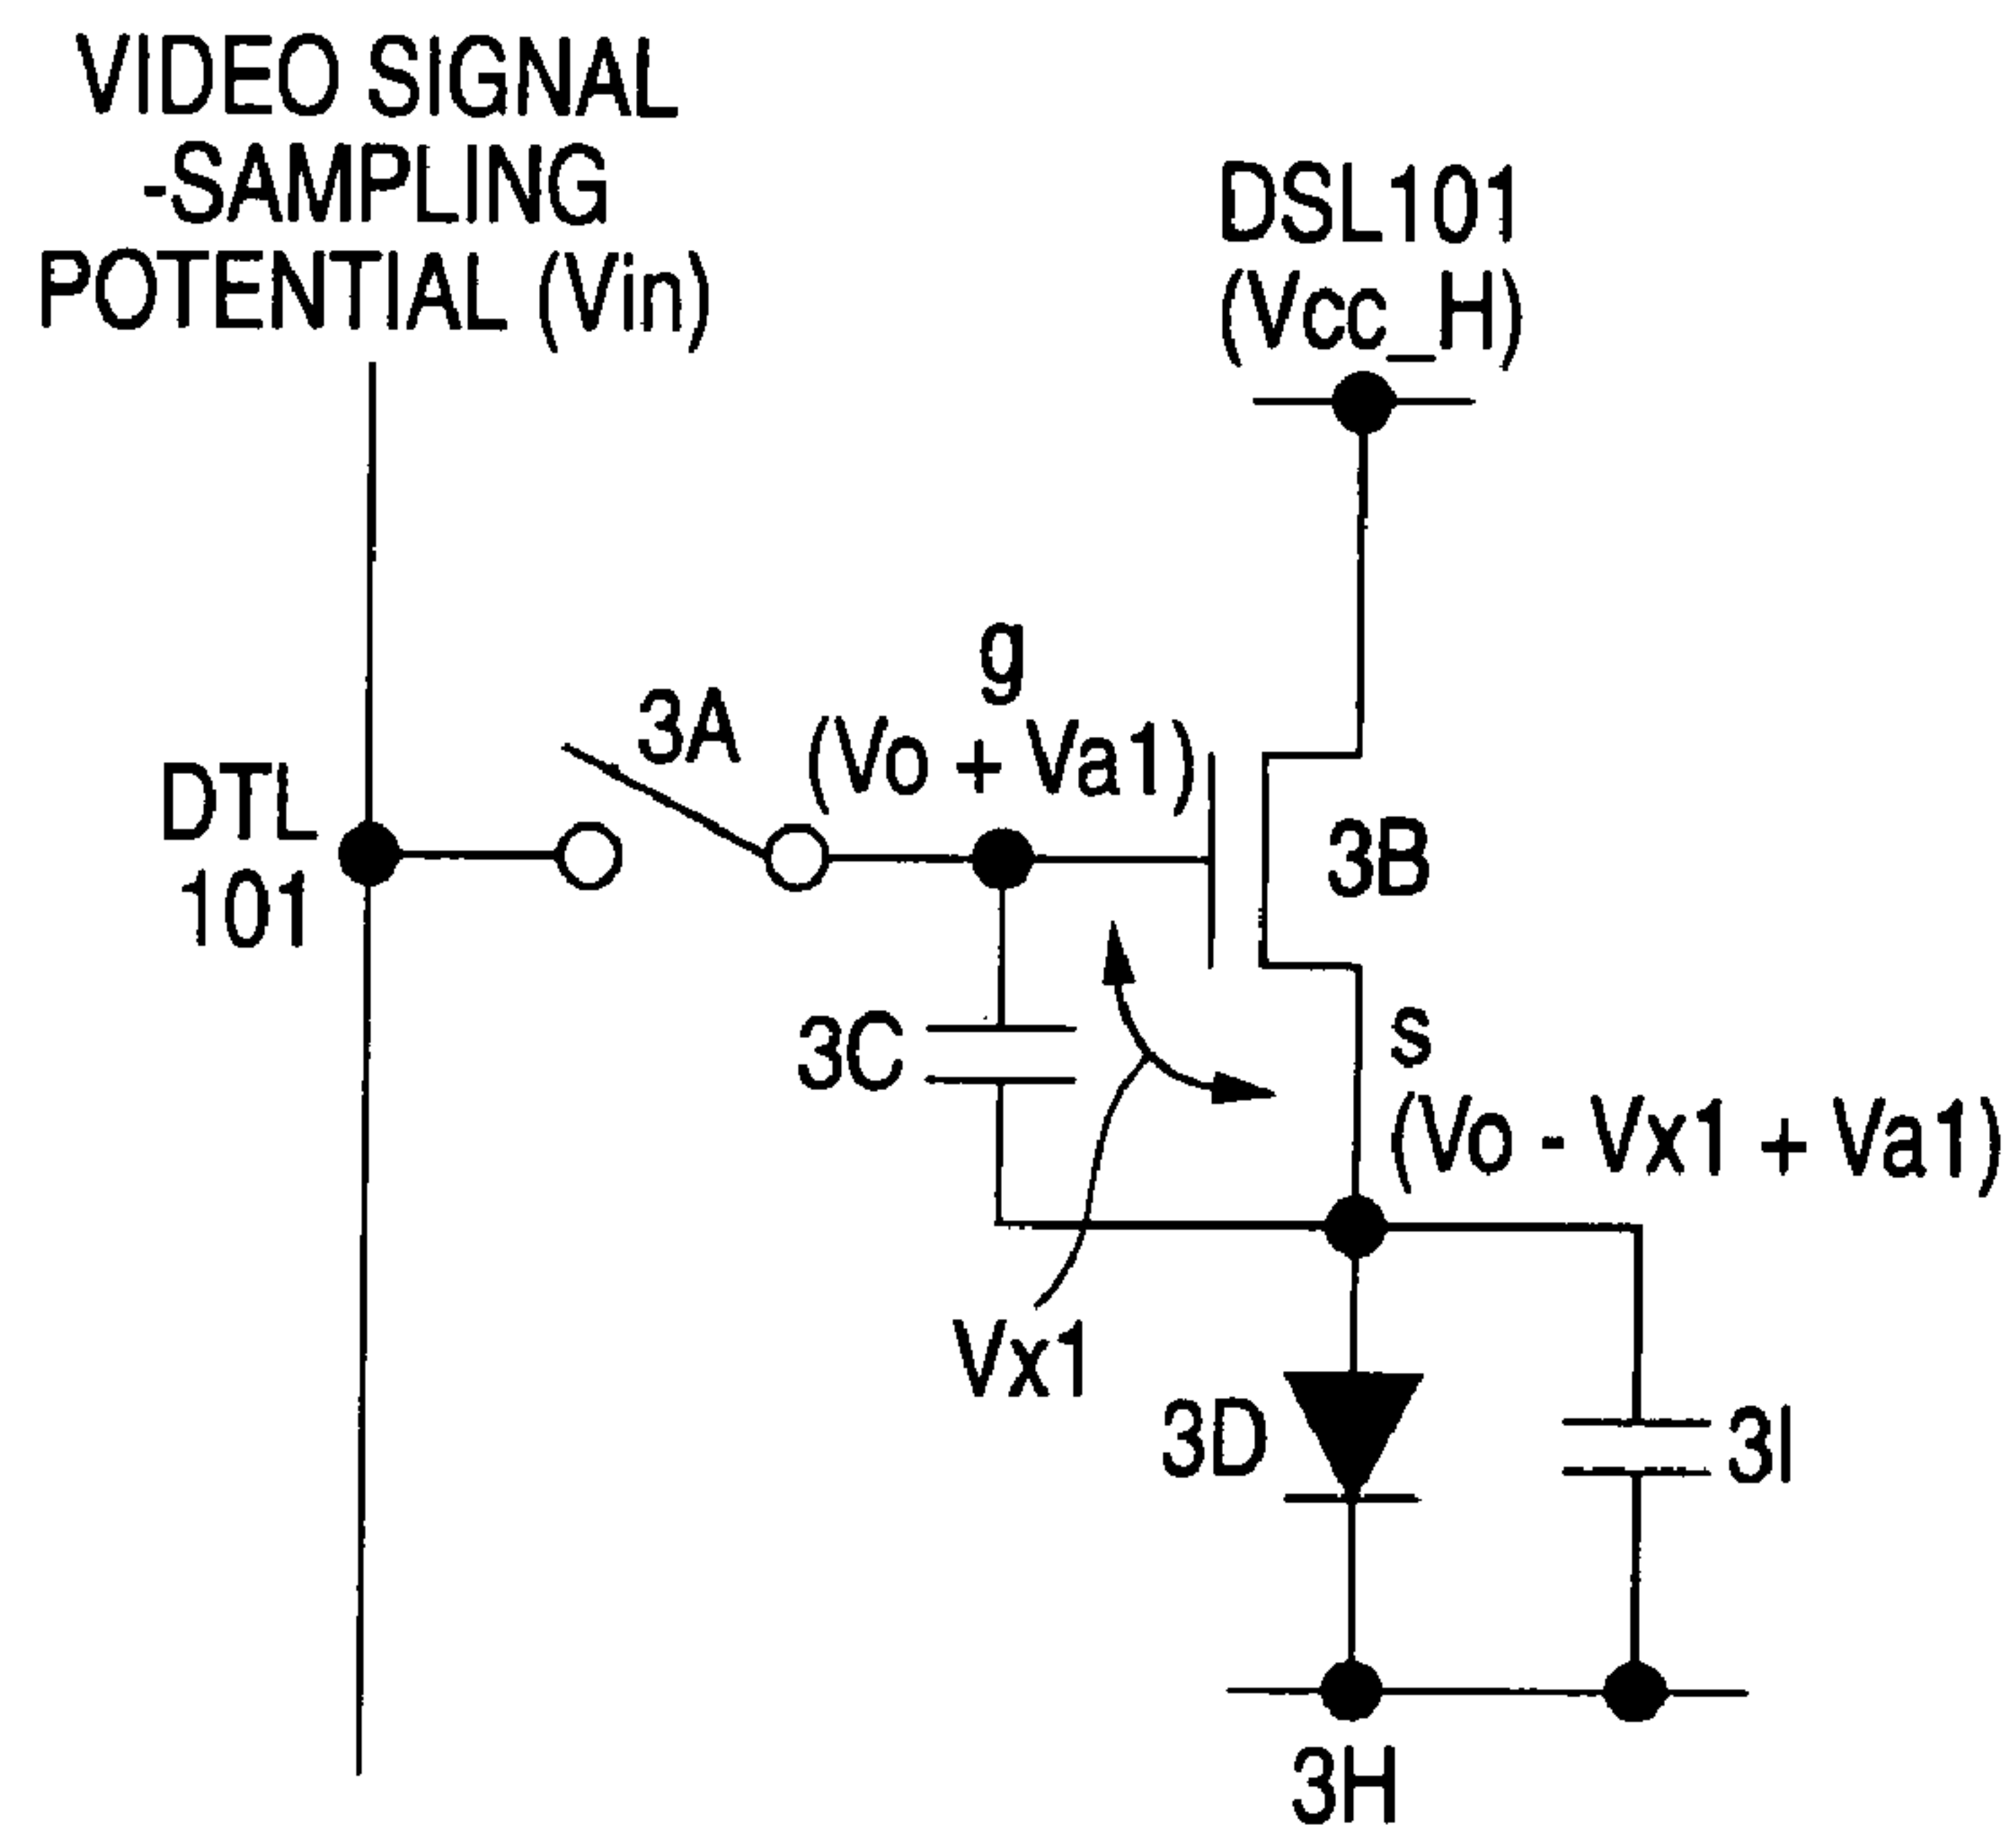 VIDEO SIGNAL
-SAMPLING
POTENTIAL (Vin)
DSL101
(Vcc_H)
g
(Vo + Va1)
3A
DTL
101
3B
3C
s
(Vo - Vx1 + Va1)
Vx1
3D
3I
3H